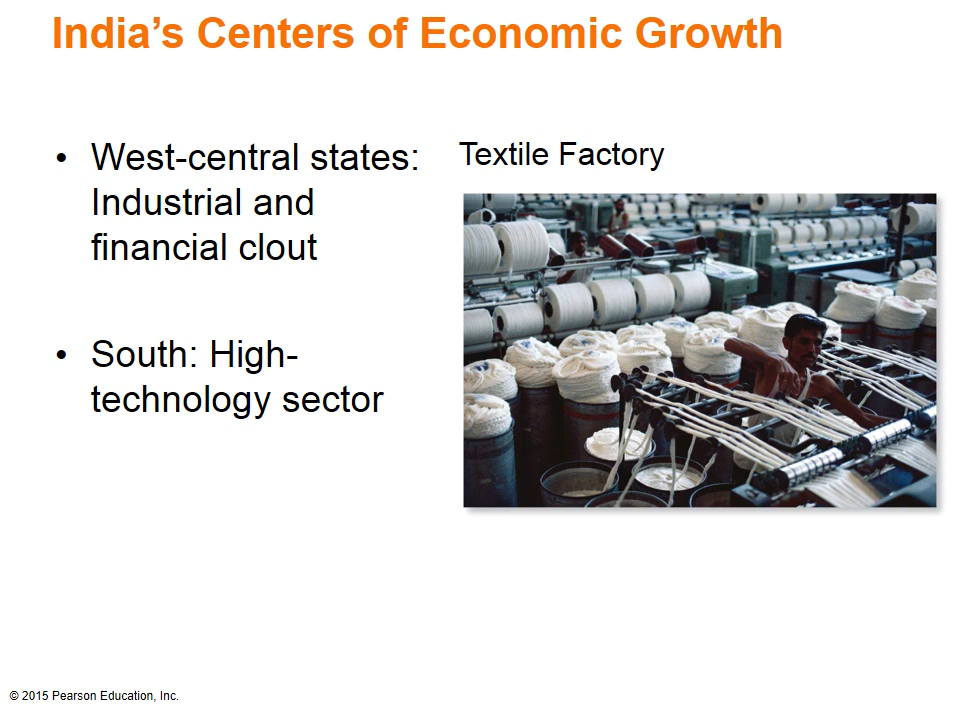 India’s Centers of Economic Growth
• West-central states:
Industrial and
financial clout
• South: High-
technology sector
Textile Factory
© 2015 Pearson Education, Inc.